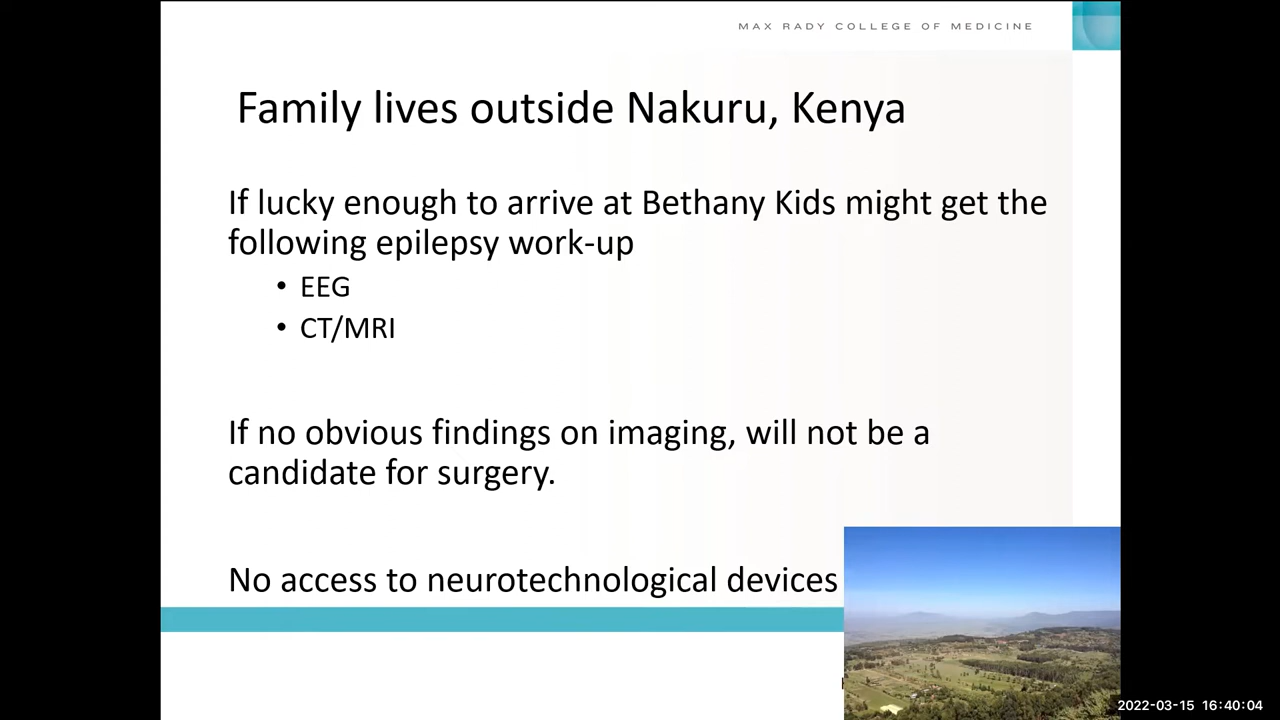 MAX RADY COLLEGE OF MEDICINE
Family lives outside Nakuru, Kenya
If lucky enough to arrive at Bethany Kids might get the
following epilepsy work-up
• EEG
• CT/MRI
If no obvious findings on imaging, will not be a
candidate for surgery.
No access to neurotechnological devices
2022-03-15 16:40:04